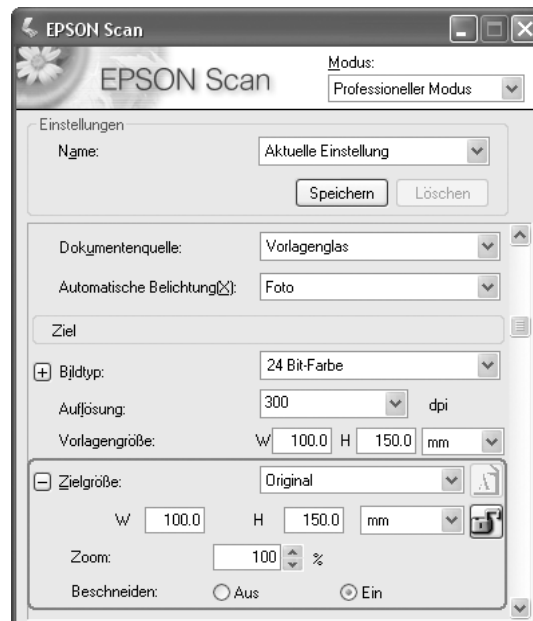 EPSON Scan
EPSON Scan
Modus:
Professioneller Modus
Einstellungen
Name: Aktuelle Einstellung
Speichern Löschen
Dokumentenquelle: Vorlagenglas
Automatische Belichtung(X): Foto
Ziel
Bildtyp: 24 Bit-Farbe
Auflösung: 300 dpi
Vorlagengröße: W 100.0 H 150.0 mm
Zielgröße: Original
W 100.0 H 150.0 mm
Zoom: 100 %
Beschneiden: Aus Ein